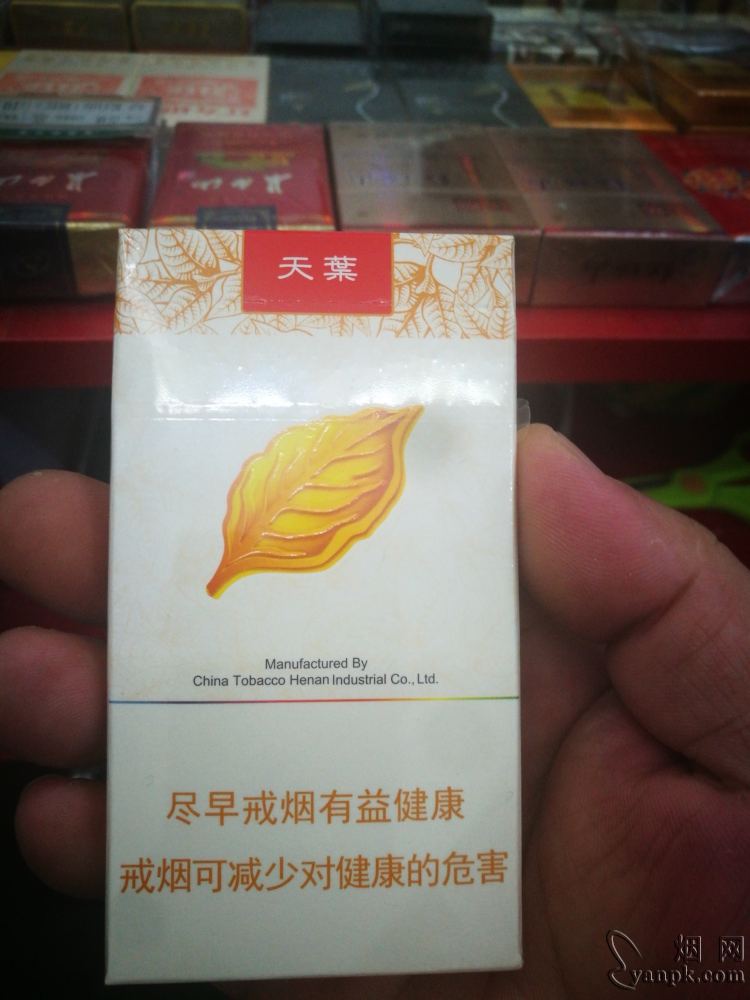 天葉
Manufactured By
China Tobacco Henan Industrial Co., Ltd.
尽早戒烟有益健康
戒烟可减少对健康的危害
烟网
yanpk.com